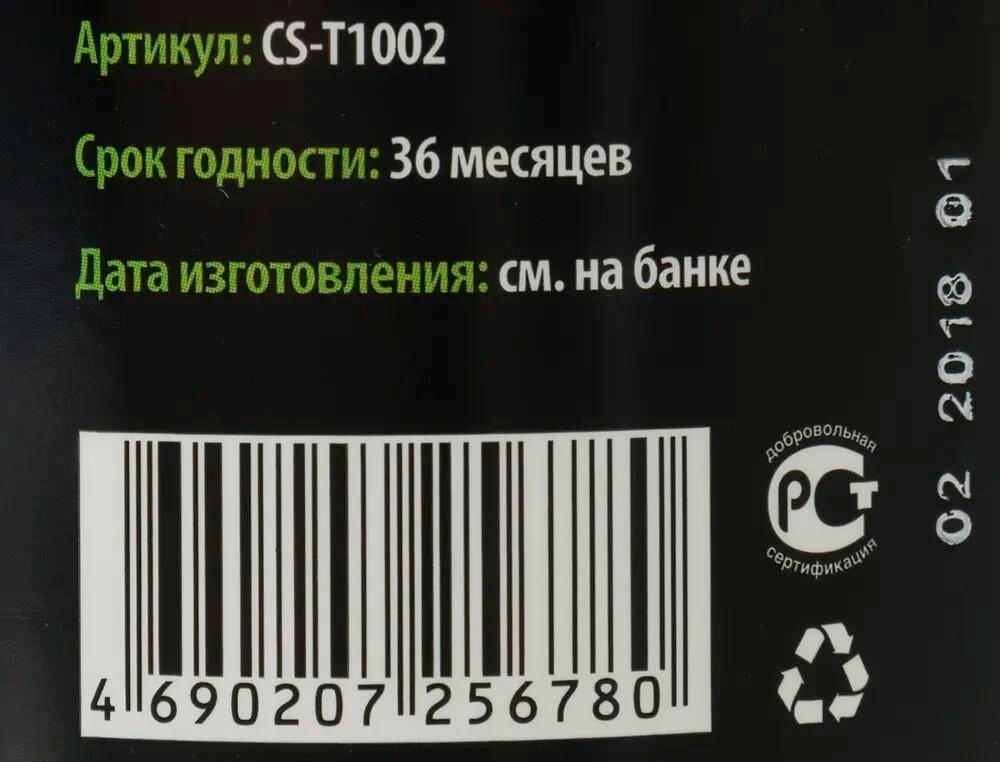 Артикул: CS-T1002
Срок годности: 36 месяцев
Дата изготовления: см. на банке
02 2018 01
добровольная
РСТ
сертификация
4 690207 256780